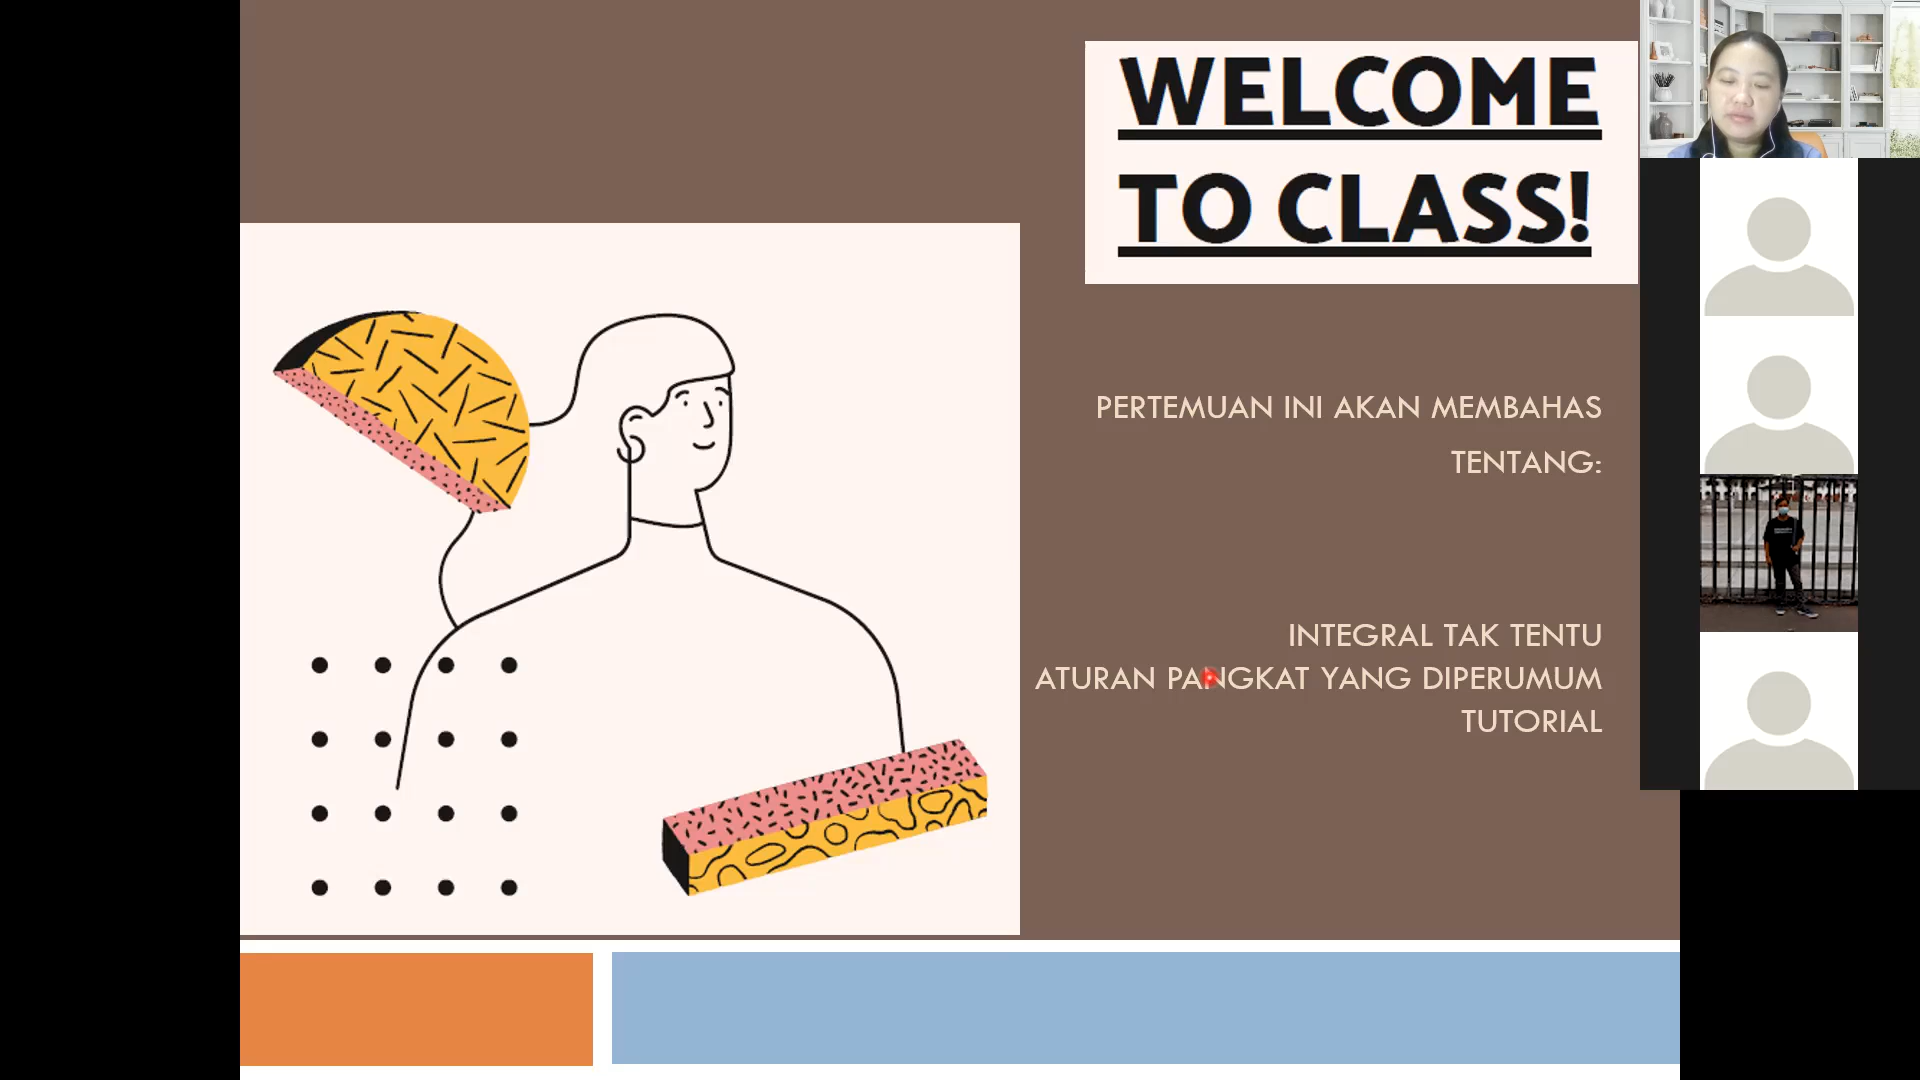 WELCOME
TO CLASS!
PERTEMUAN INI AKAN MEMBAHAS
TENTANG:
INTEGRAL TAK TENTU
ATURAN PANGKAT YANG DIPERUMUM
TUTORIAL